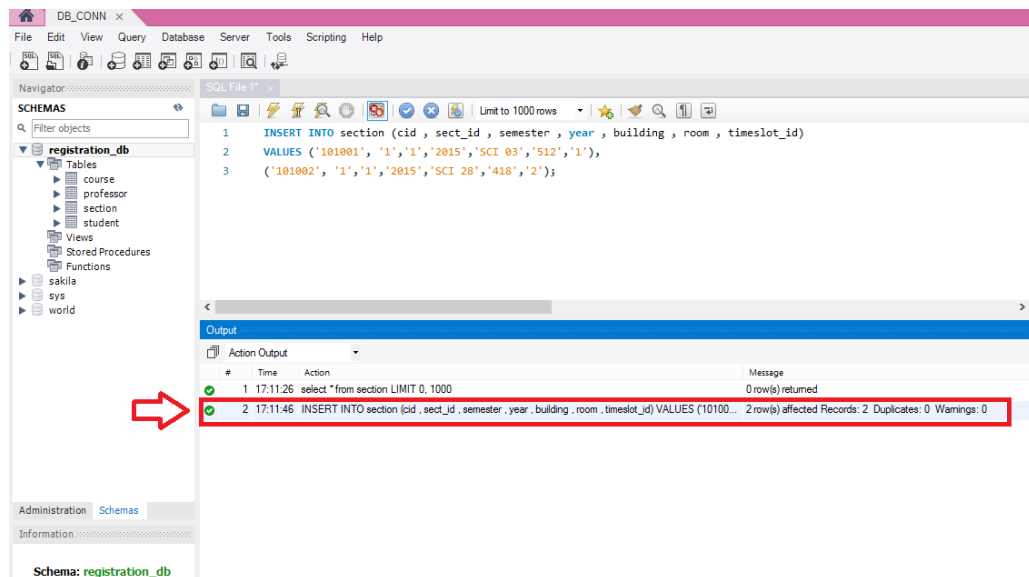 DB_CONN ×
File Edit View Query Database Server Tools Scripting Help
Navigator
SCHEMAS
Filter objects
registration_db
Tables
course
professor
section
student
Views
Stored Procedures
Functions
sakila
sys
world
Administration Schemas
Information
Schema: registration_db
SQL File 1* ×
Limit to 1000 rows
1 INSERT INTO section (cid , sect_id , semester , year , building , room , timeslot_id)
2 VALUES ('101001', '1','1','2015','SCI 03','512','1'),
3 ('101002', '1','1','2015','SCI 28','418','2');
Output
Action Output
# Time Action Message
1 17:11:26 select * from section LIMIT 0, 1000 0 row(s) returned
2 17:11:46 INSERT INTO section (cid , sect_id , semester , year , building , room , timeslot_id) VALUES ('10100... 2 row(s) affected Records: 2 Duplicates: 0 Warnings: 0